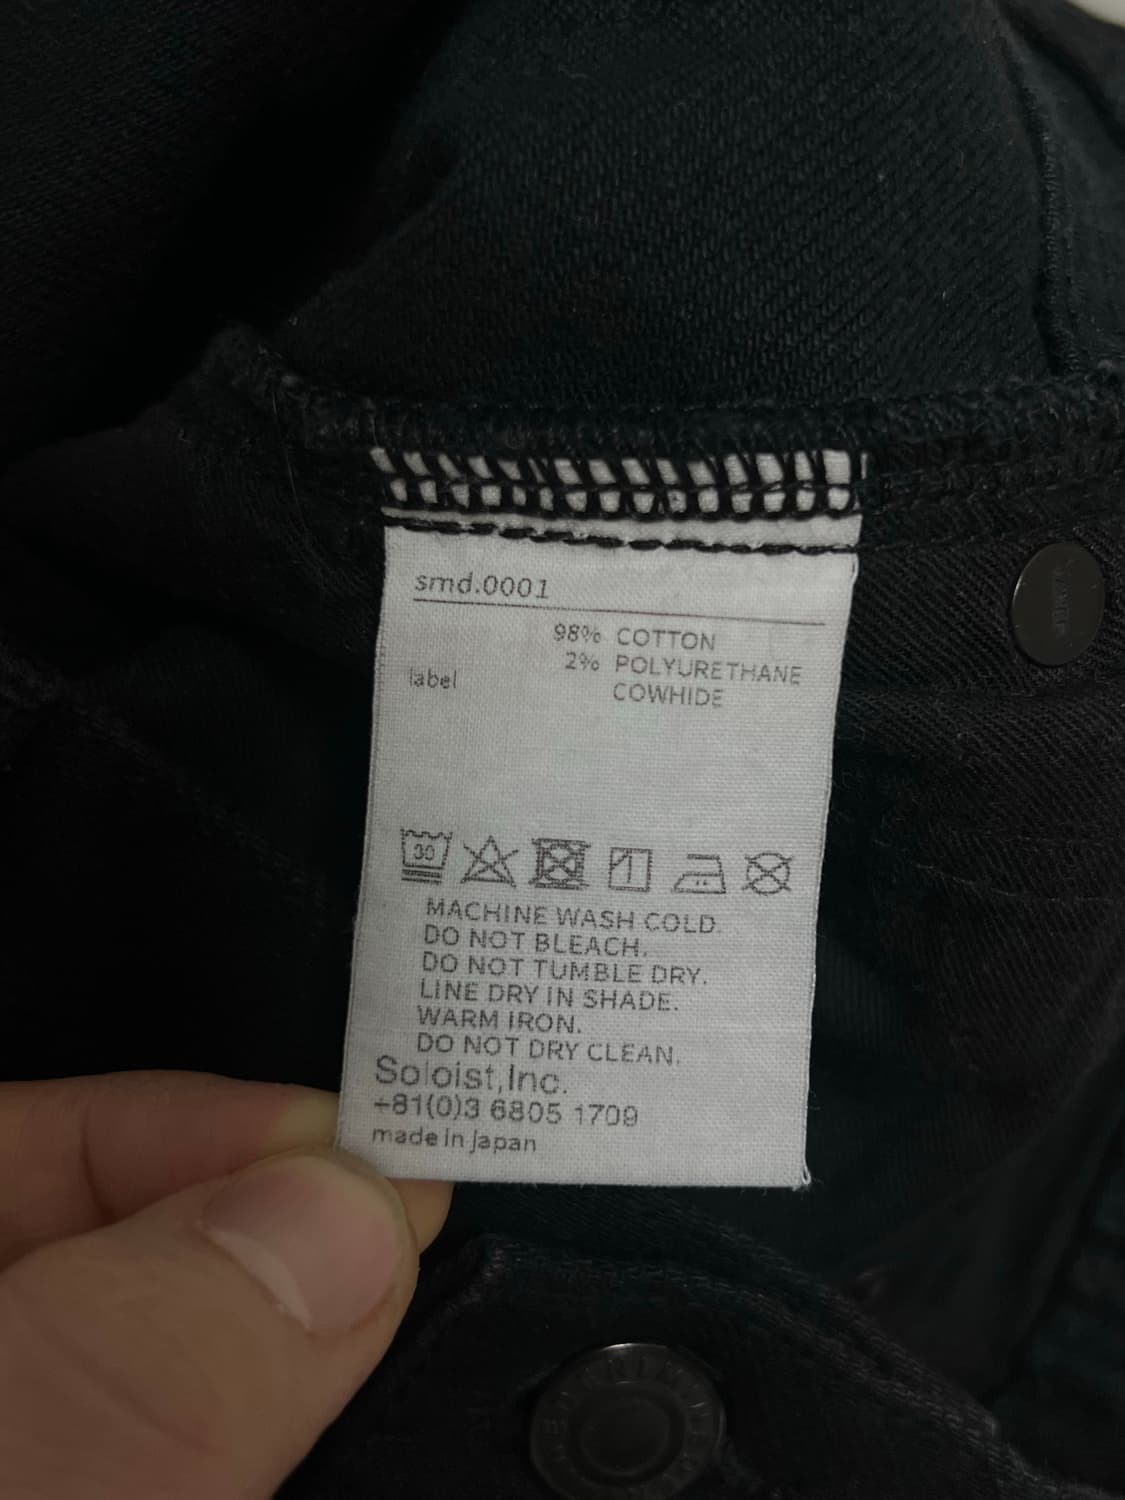 smd.0001
98% COTTON
2% POLYURETHANE
label COWHIDE
30
MACHINE WASH COLD.
DO NOT BLEACH.
DO NOT TUMBLE DRY.
LINE DRY IN SHADE.
WARM IRON.
DO NOT DRY CLEAN.
Soloist,Inc.
+81(0)3 6805 1709
made in Japan